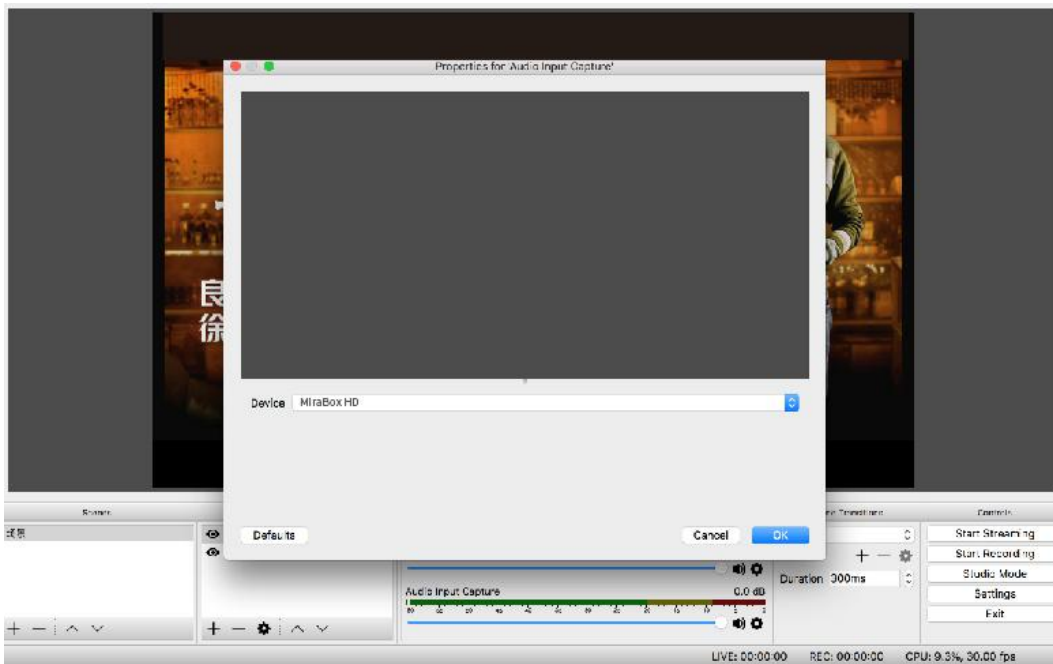 Properties for 'Audio Input Capture'
良
徐
Device MiraBox HD
Defaults Cancel OK
Scenes
Controls
场景
Start Streaming
Start Recording
Duration 300ms
Studio Mode
Audio Input Capture 0.0 dB
Settings
Exit
LIVE: 00:00:00 REC: 00:00:00 CPU: 9.3%, 30.00 fps